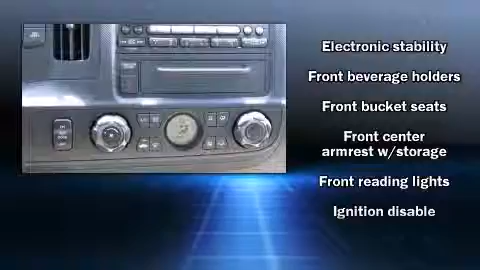 Electronic stability
Front beverage holders
Front bucket seats
Front center
armrest w/storage
Front reading lights
Ignition disable